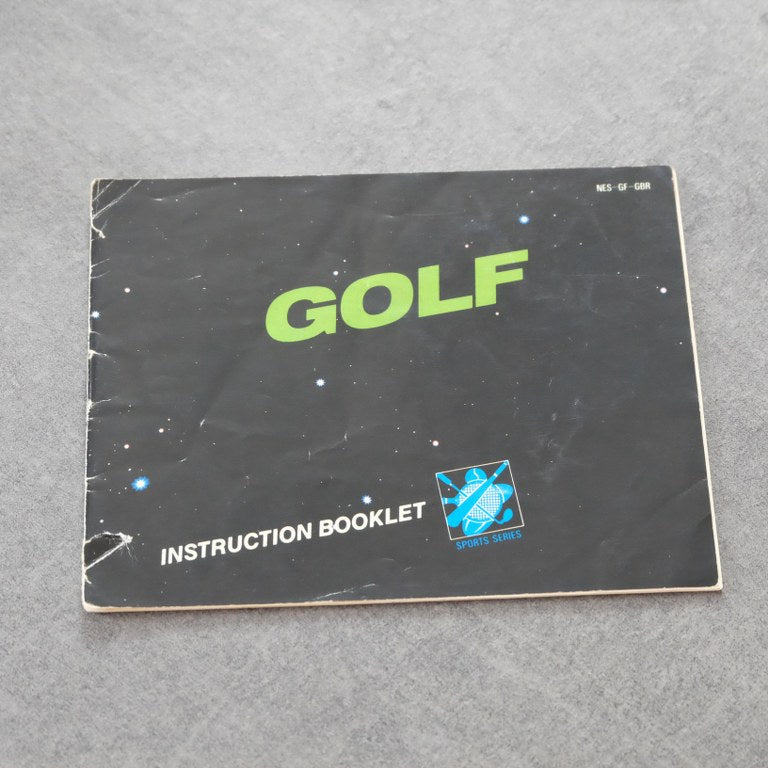 NES-GF-GBR
GOLF
INSTRUCTION BOOKLET
SPORTS SERIES